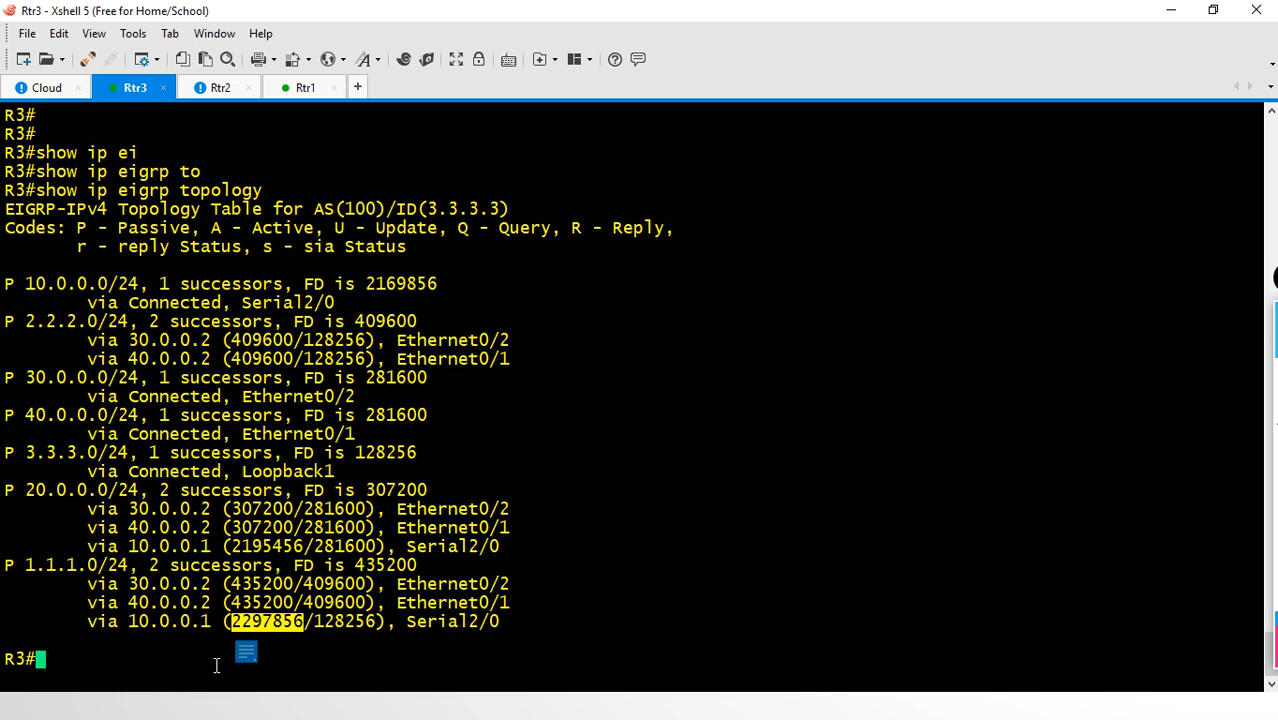 Rtr3 - Xshell 5 (Free for Home/School)
File Edit View Tools Tab Window Help
Cloud Rtr3 Rtr2 Rtr1
R3#
R3#
R3#show ip ei
R3#show ip eigrp to
R3#show ip eigrp topology
EIGRP-IPv4 Topology Table for AS(100)/ID(3.3.3.3)
Codes: P - Passive, A - Active, U - Update, Q - Query, R - Reply,
r - reply Status, s - sia Status
P 10.0.0.0/24, 1 successors, FD is 2169856
via Connected, Serial2/0
P 2.2.2.0/24, 2 successors, FD is 409600
via 30.0.0.2 (409600/128256), Ethernet0/2
via 40.0.0.2 (409600/128256), Ethernet0/1
P 30.0.0.0/24, 1 successors, FD is 281600
via Connected, Ethernet0/2
P 40.0.0.0/24, 1 successors, FD is 281600
via Connected, Ethernet0/1
P 3.3.3.0/24, 1 successors, FD is 128256
via Connected, Loopback1
P 20.0.0.0/24, 2 successors, FD is 307200
via 30.0.0.2 (307200/281600), Ethernet0/2
via 40.0.0.2 (307200/281600), Ethernet0/1
via 10.0.0.1 (2195456/281600), Serial2/0
P 1.1.1.0/24, 2 successors, FD is 435200
via 30.0.0.2 (435200/409600), Ethernet0/2
via 40.0.0.2 (435200/409600), Ethernet0/1
via 10.0.0.1 (2297856/128256), Serial2/0
R3#